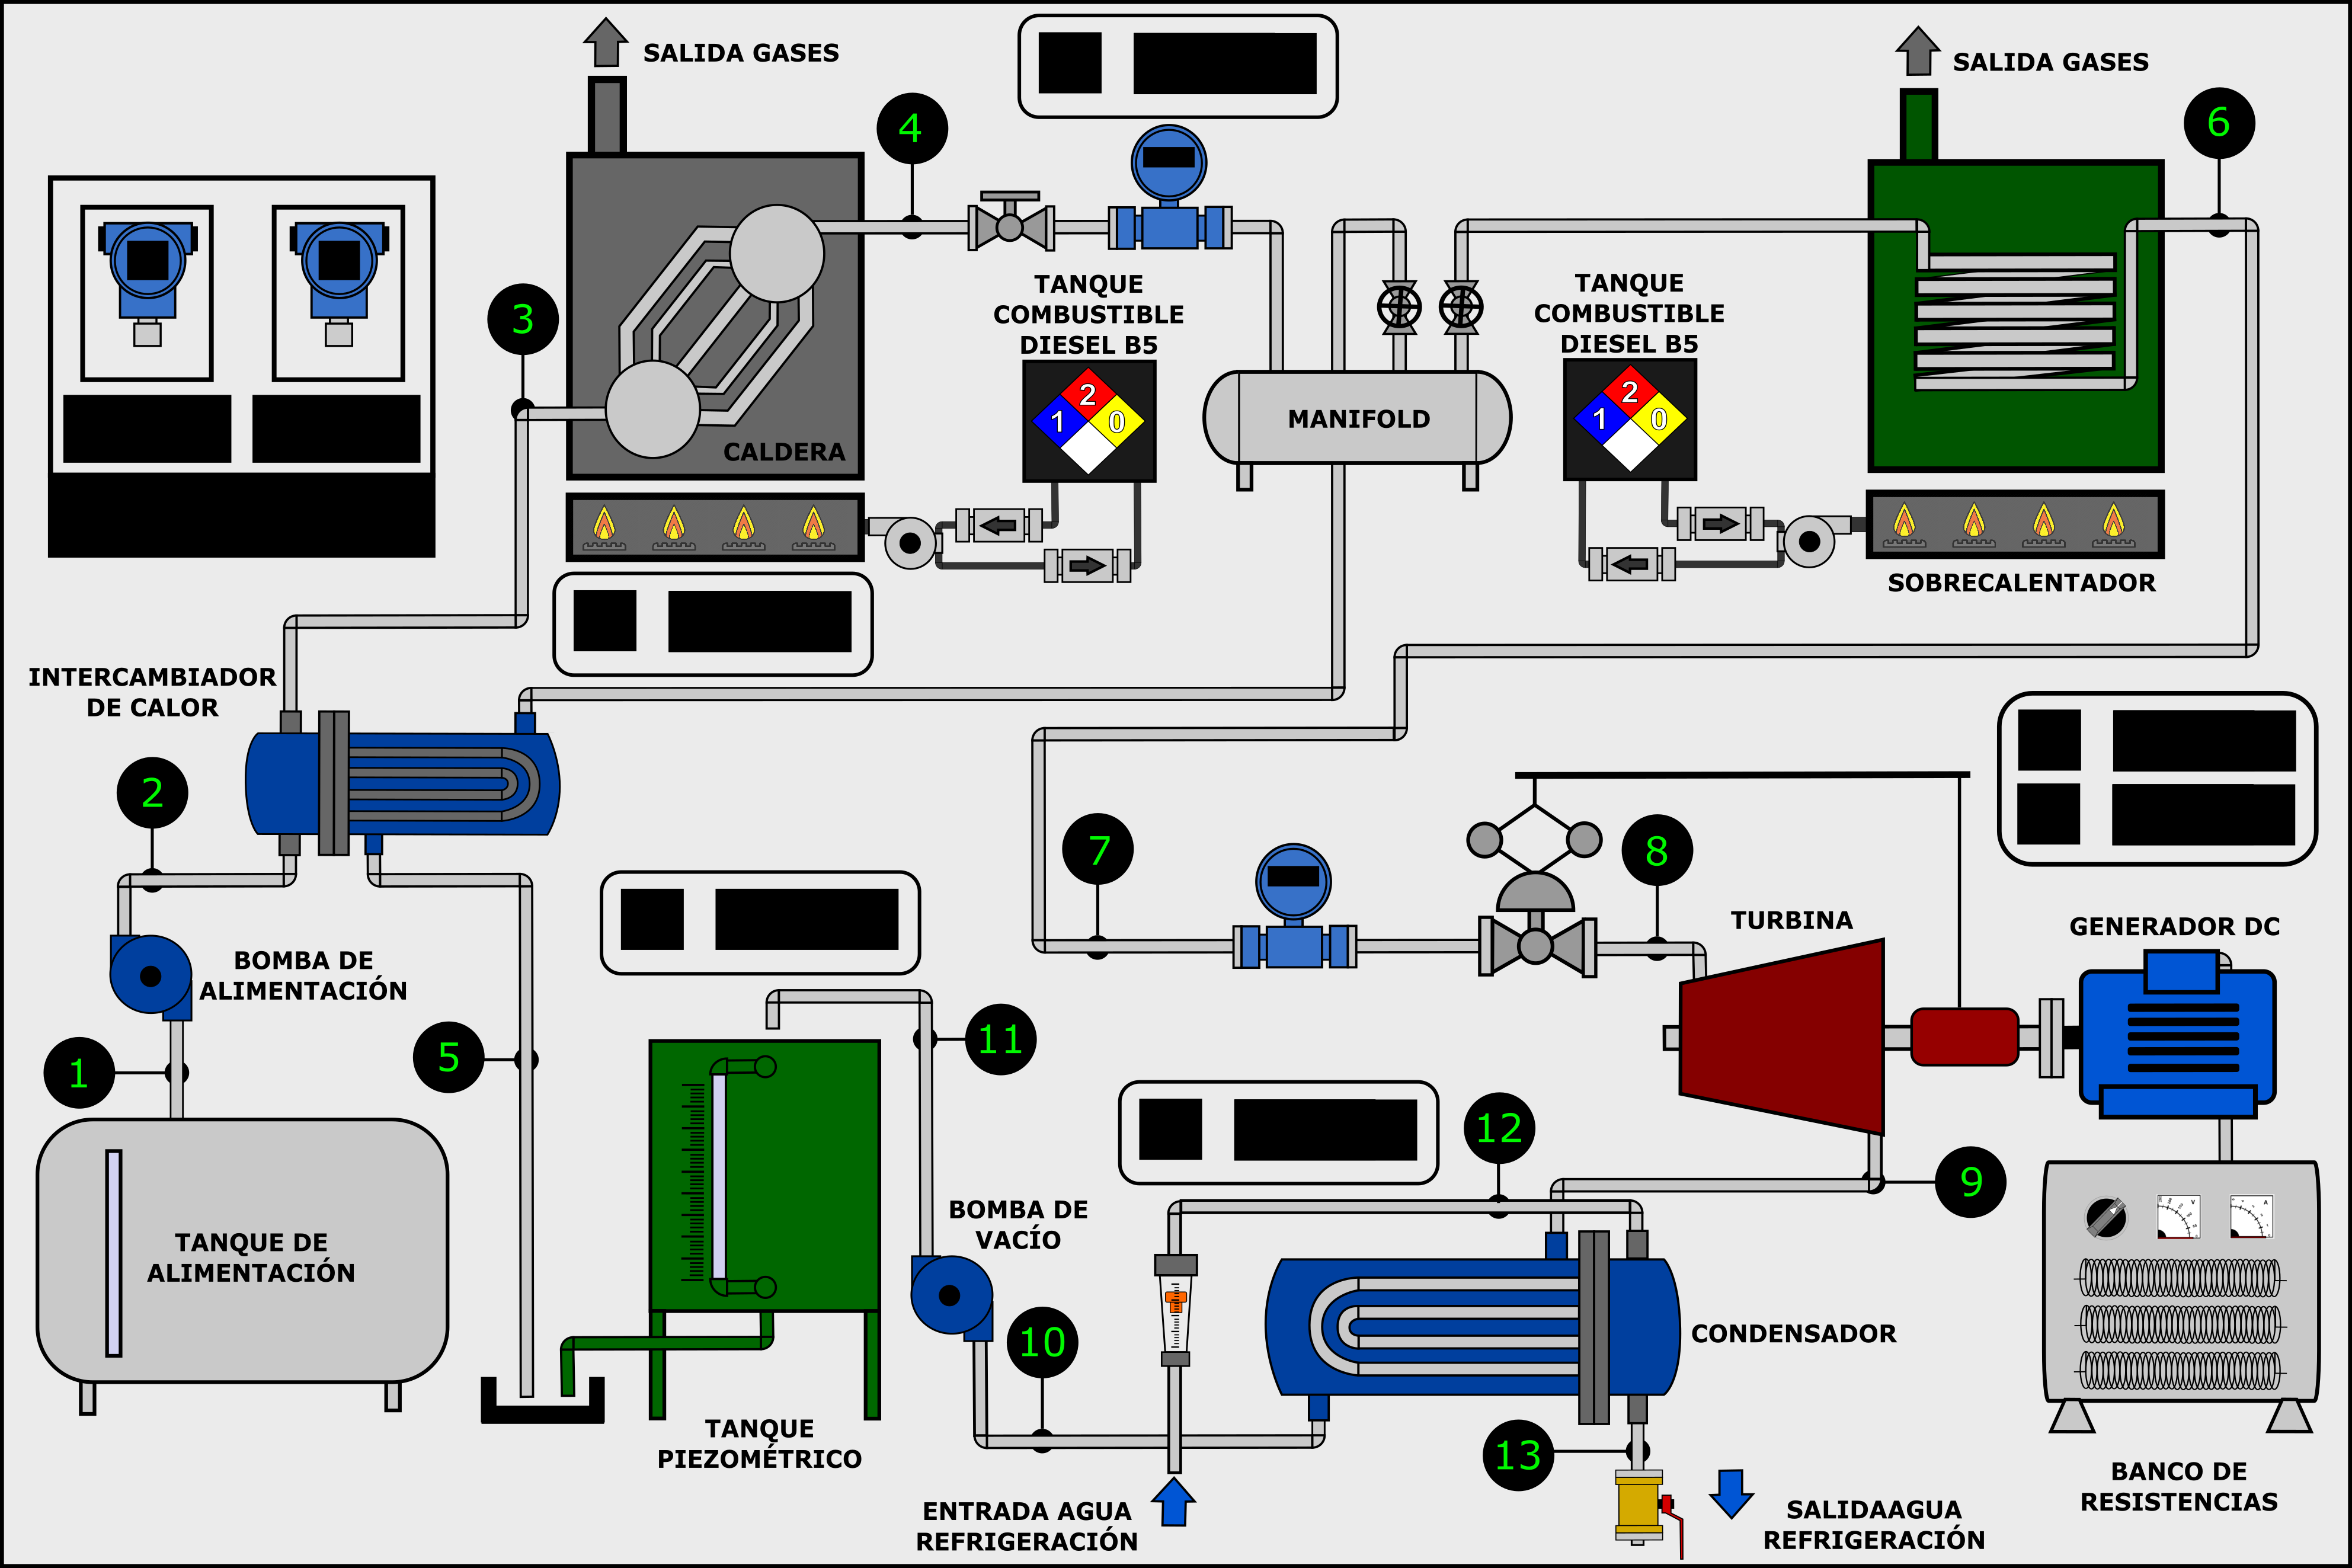 SALIDA GASES
SALIDA GASES
4
6
3
TANQUE
COMBUSTIBLE
DIESEL B5
2
1
0
TANQUE
COMBUSTIBLE
DIESEL B5
2
1
0
MANIFOLD
CALDERA
SOBRECALENTADOR
INTERCAMBIADOR
DE CALOR
2
7
8
TURBINA
GENERADOR DC
BOMBA DE
ALIMENTACIÓN
1
5
11
12
9
BOMBA DE
VACÍO
V
A
TANQUE DE
ALIMENTACIÓN
10
CONDENSADOR
13
TANQUE
PIEZOMÉTRICO
ENTRADA AGUA
REFRIGERACIÓN
SALIDAAGUA
REFRIGERACIÓN
BANCO DE
RESISTENCIAS